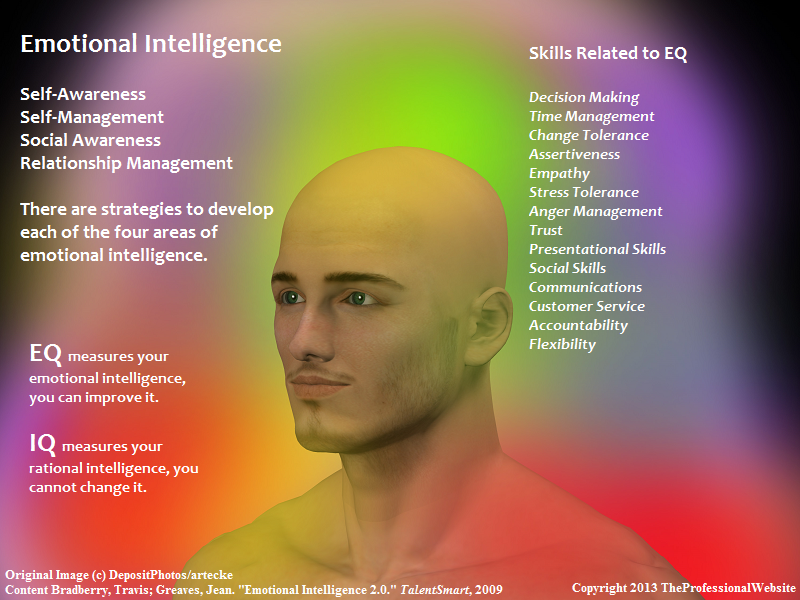 Emotional Intelligence
Self-Awareness
Self-Management
Social Awareness
Relationship Management
There are strategies to develop
each of the four areas of
emotional intelligence.
EQ measures your
emotional intelligence,
you can improve it.
IQ measures your
rational intelligence, you
cannot change it.
Skills Related to EQ
Decision Making
Time Management
Change Tolerance
Assertiveness
Empathy
Stress Tolerance
Anger Management
Trust
Presentational Skills
Social Skills
Communications
Customer Service
Accountability
Flexibility
Original Image (c) DepositPhotos/artecke
Content Bradberry, Travis; Greaves, Jean. "Emotional Intelligence 2.0." TalentSmart, 2009
Copyright 2013 TheProfessionalWebsite